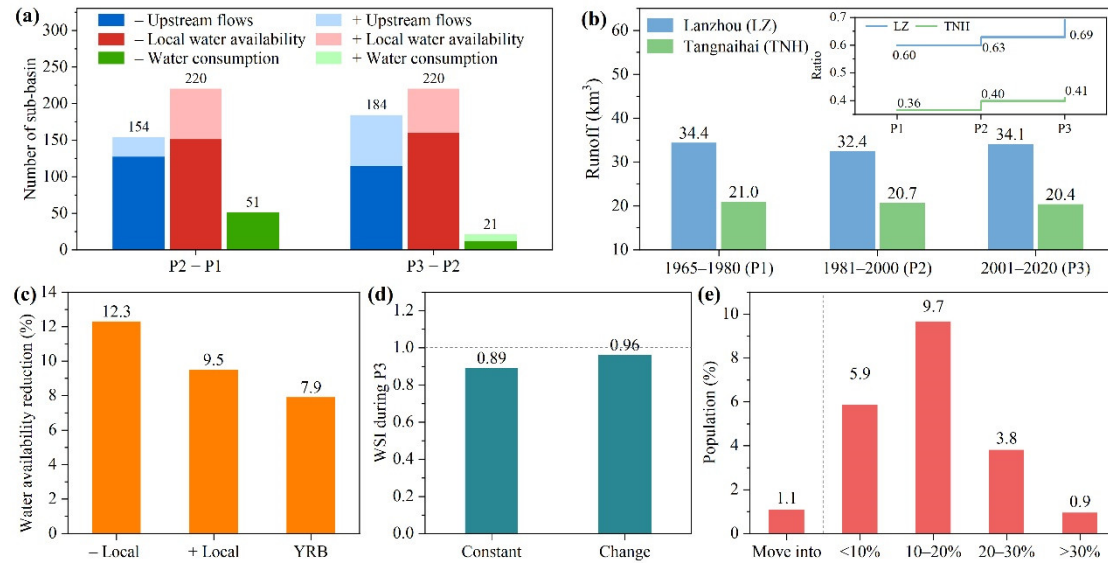 (a)
− Upstream flows + Upstream flows
− Local water availability + Local water availability
− Water consumption + Water consumption
Number of sub-basin
300
250
200
150
100
50
0
154
220
51
184
220
21
P2 − P1
P3 − P2
(b)
Lanzhou (LZ)
Tangnaihai (TNH)
Runoff (km³)
60
50
40
30
20
10
34.4
21.0
32.4
20.7
34.1
20.4
1965–1980 (P1)
1981–2000 (P2)
2001–2020 (P3)
LZ TNH
Ratio
0.7
0.6
0.5
0.4
0.60
0.63
0.69
0.36
0.40
0.41
P1
P2
P3
(c)
Water availability reduction (%)
14
12
10
8
6
4
2
0
12.3
9.5
7.9
− Local
+ Local
YRB
(d)
WSI during P3
1.2
1.0
0.8
0.6
0.4
0.2
0.0
0.89
0.96
Constant
Change
(e)
Population (%)
10
8
6
4
2
0
1.1
5.9
9.7
3.8
0.9
Move into
<10%
10–20%
20–30%
>30%